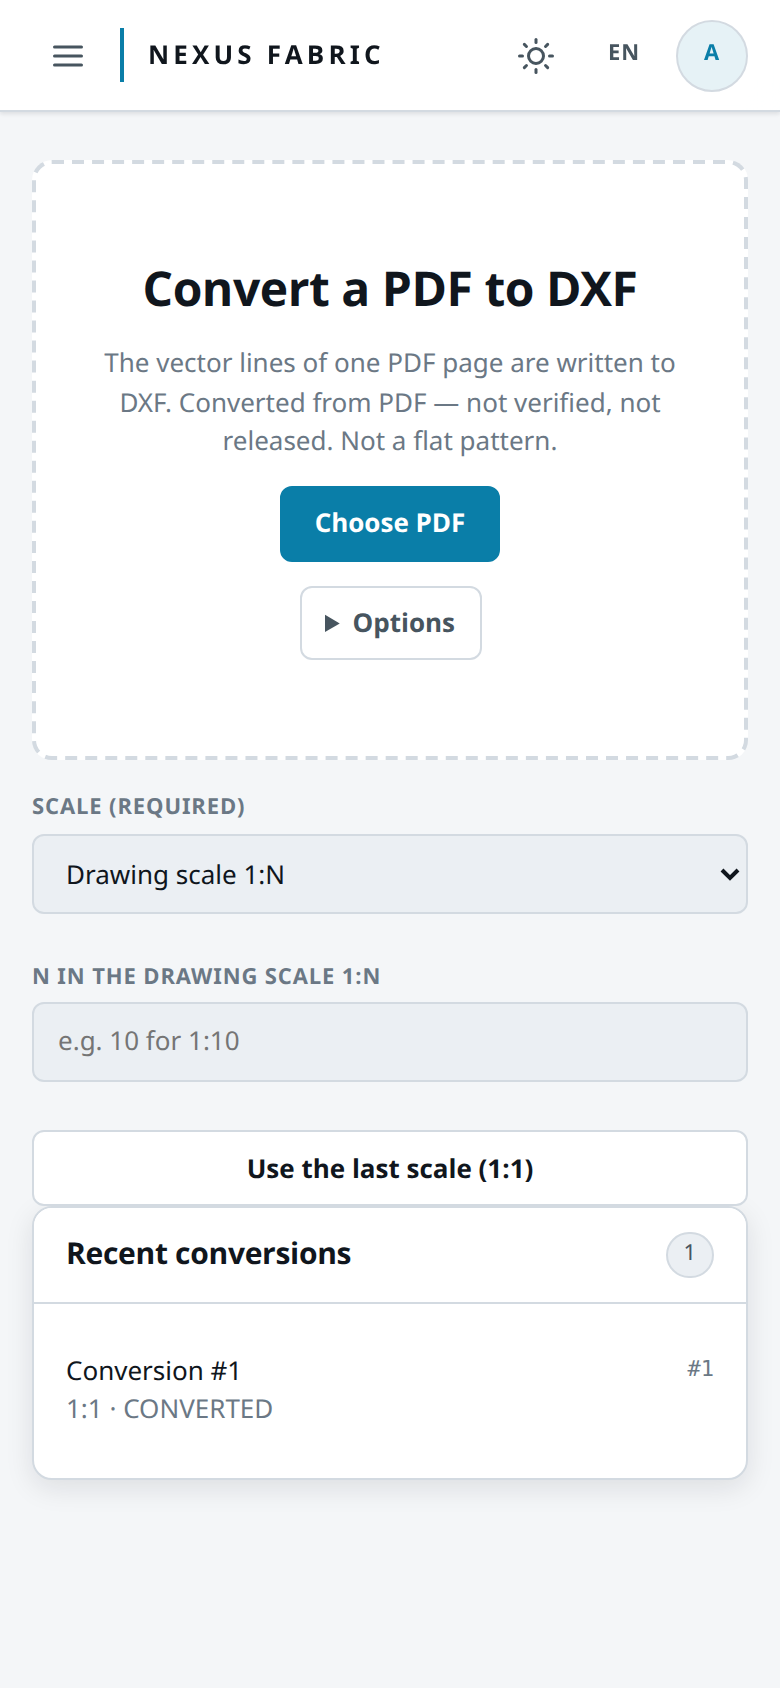 NEXUS FABRIC
EN
A
Convert a PDF to DXF
The vector lines of one PDF page are written to
DXF. Converted from PDF — not verified, not
released. Not a flat pattern.
Choose PDF
Options
SCALE (REQUIRED)
Drawing scale 1:N
N IN THE DRAWING SCALE 1:N
e.g. 10 for 1:10
Use the last scale (1:1)
Recent conversions
1
Conversion #1
#1
1:1 · CONVERTED